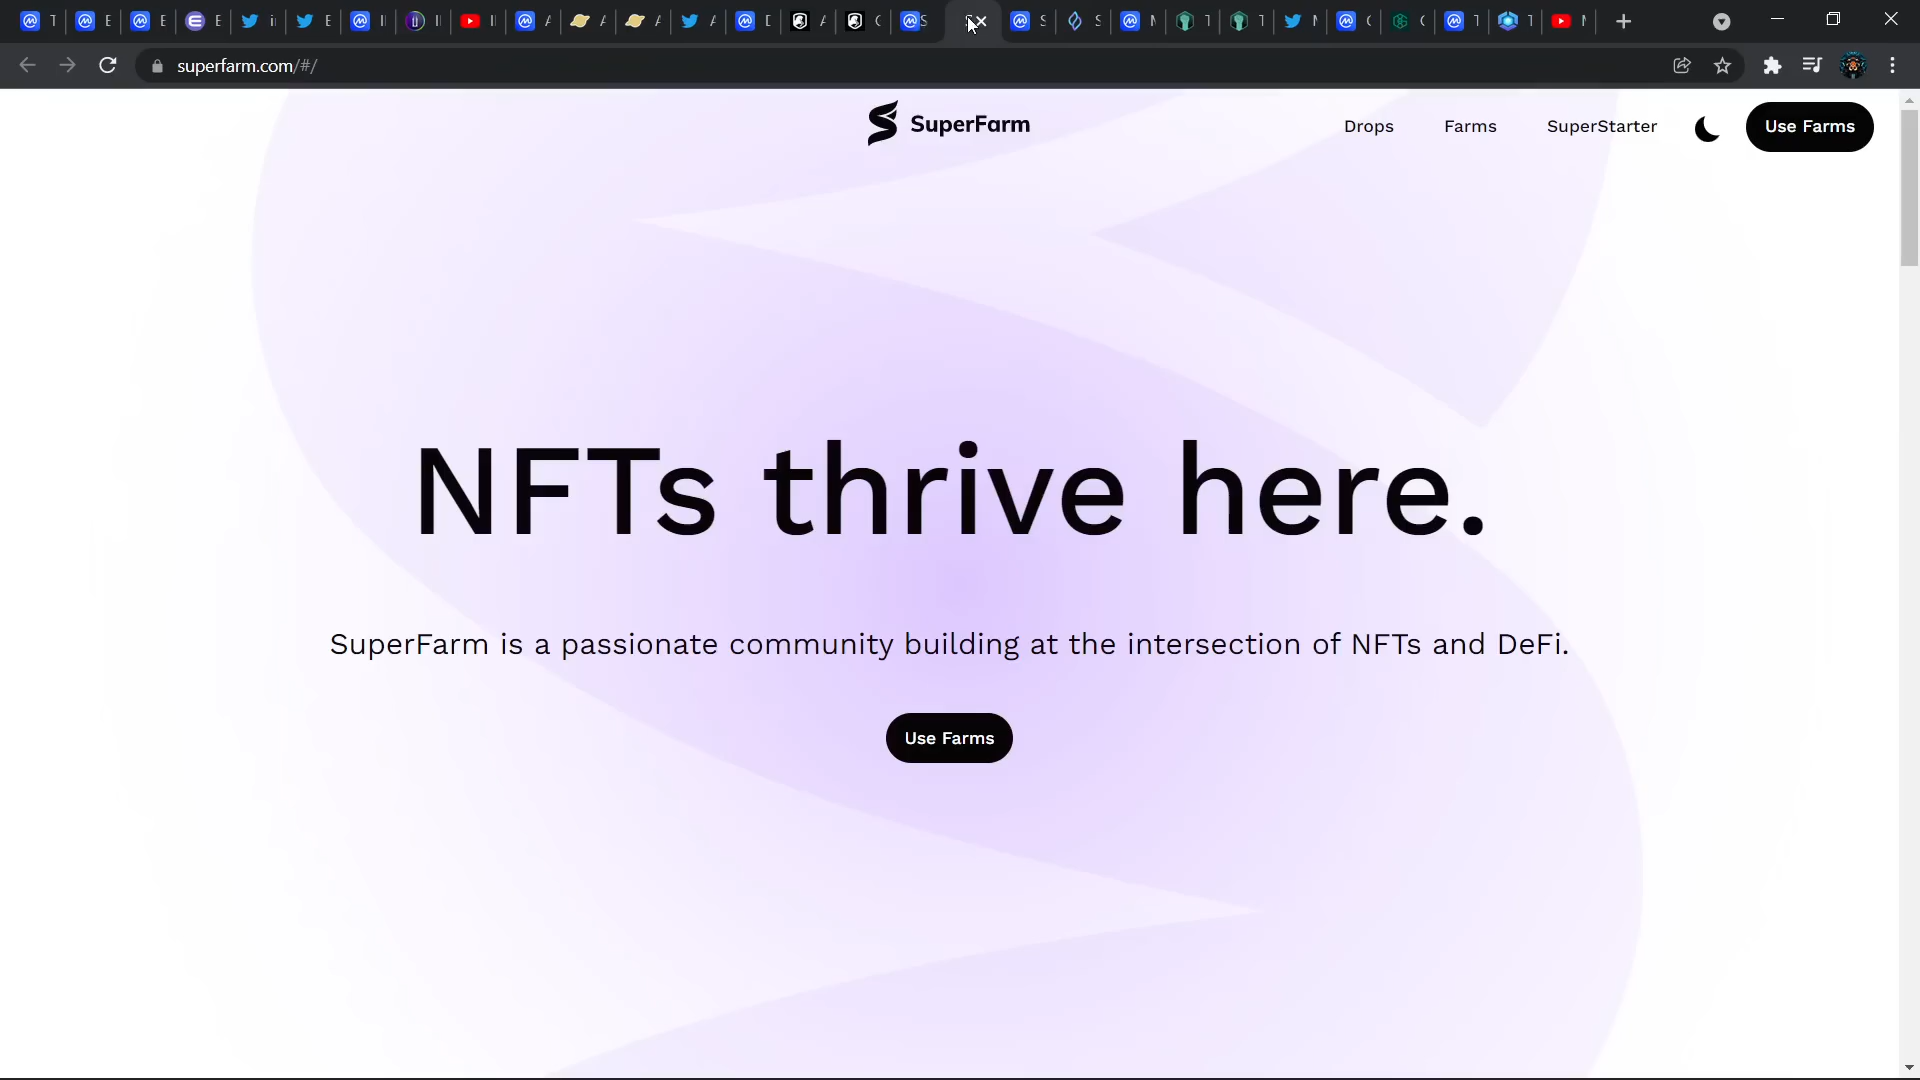 superfarm.com/#/
SuperFarm
Drops
Farms
SuperStarter
Use Farms
NFTs thrive here.
SuperFarm is a passionate community building at the intersection of NFTs and DeFi.
Use Farms